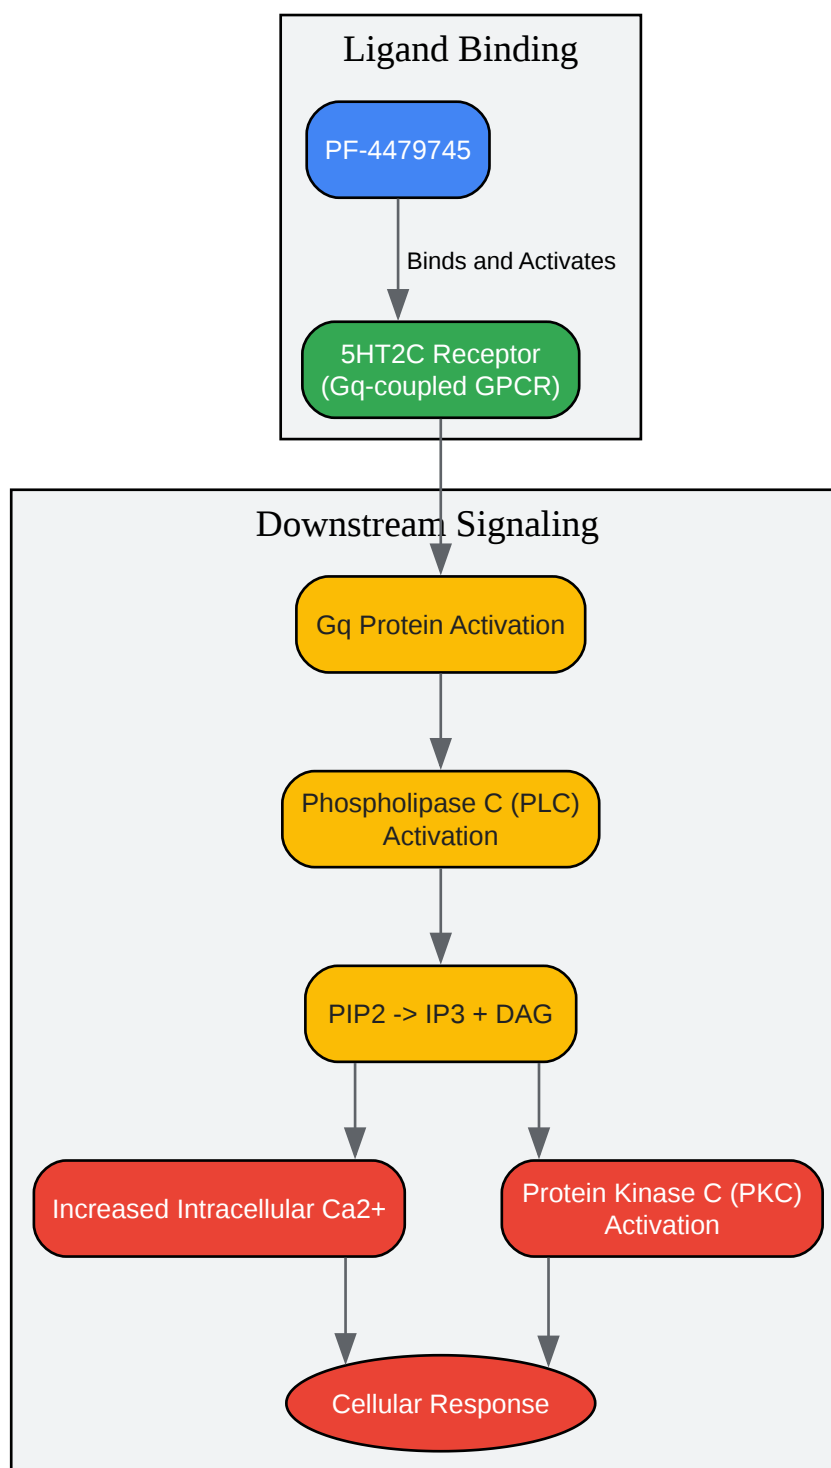 Ligand Binding
PF-4479745
Binds and Activates
5HT2C Receptor
(Gq-coupled GPCR)
Downstream Signaling
Gq Protein Activation
Phospholipase C (PLC)
Activation
PIP2 -> IP3 + DAG
Increased Intracellular Ca2+
Protein Kinase C (PKC)
Activation
Cellular Response